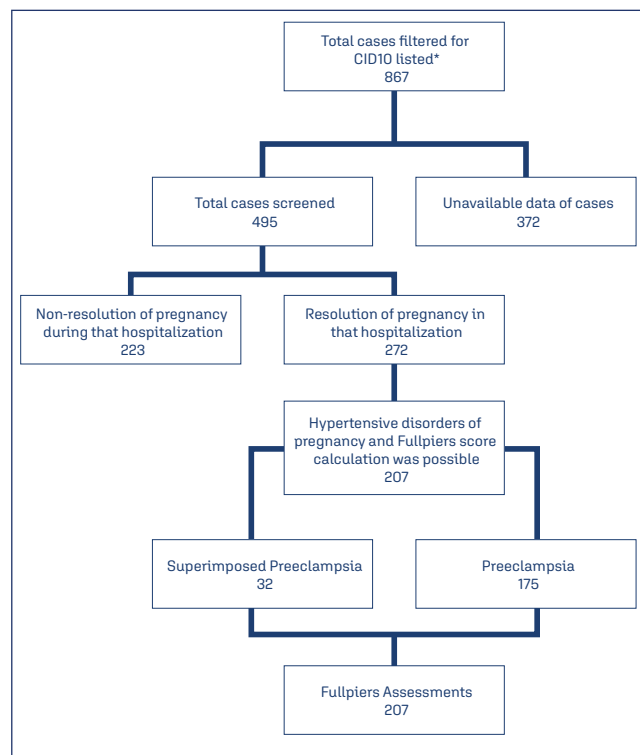 Total cases filtered for
CID10 listed*
867
Total cases screened
495
Unavailable data of cases
372
Non-resolution of pregnancy
during that hospitalization
223
Resolution of pregnancy in
that hospitalization
272
Hypertensive disorders of
pregnancy and Fullpiers score
calculation was possible
207
Superimposed Preeclampsia
32
Preeclampsia
175
Fullpiers Assessments
207